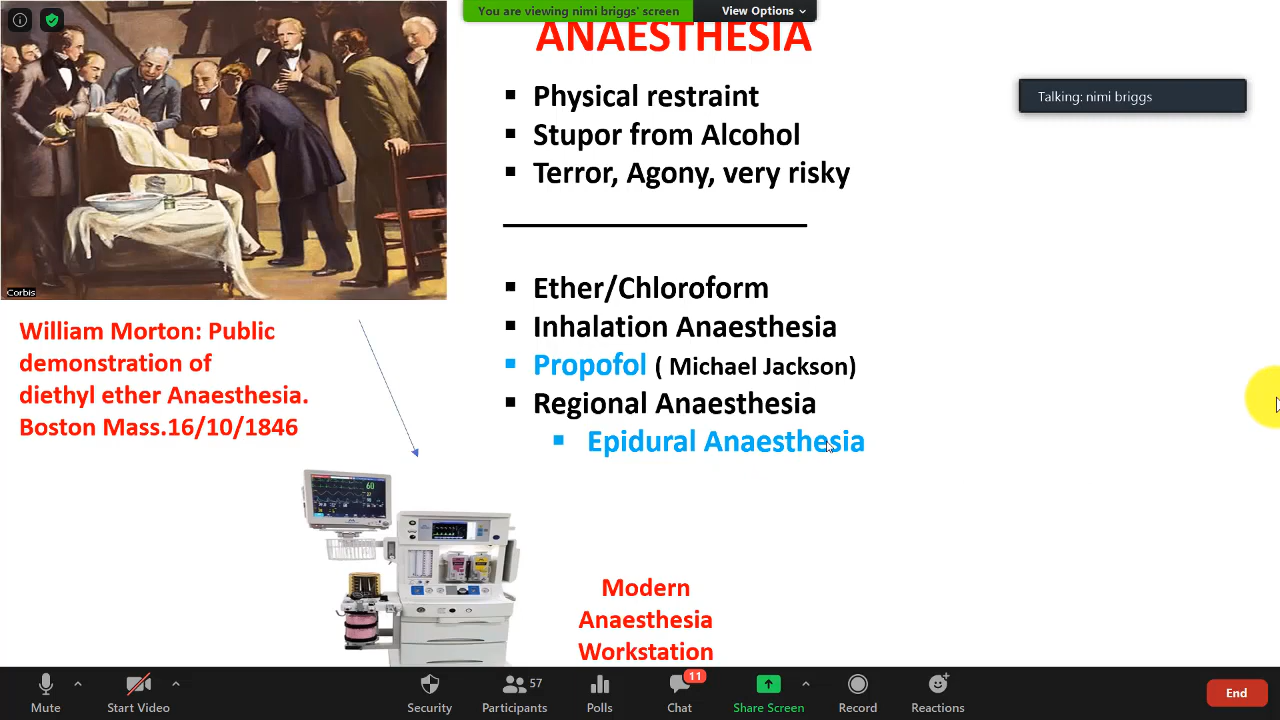 You are viewing nimi briggs' screen
View Options
ANAESTHESIA
Talking: nimi briggs
Physical restraint
Stupor from Alcohol
Terror, Agony, very risky
Corbis
Ether/Chloroform
Inhalation Anaesthesia
Propofol ( Michael Jackson)
Regional Anaesthesia
Epidural Anaesthesia
William Morton: Public
demonstration of
diethyl ether Anaesthesia.
Boston Mass.16/10/1846
60
Modern
Anaesthesia
Workstation
Mute
Start Video
Security
57
Participants
Polls
11
Chat
Share Screen
Record
Reactions
End